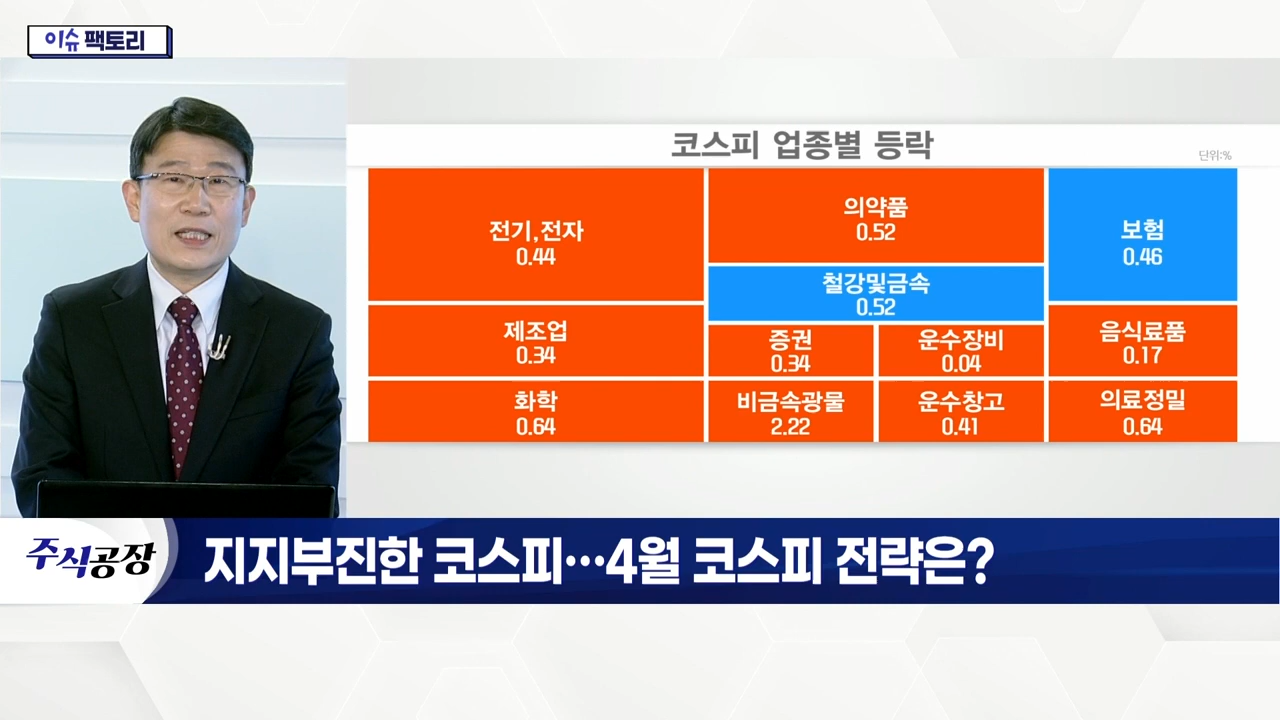 이슈 팩토리
코스피 업종별 등락
단위:%
전기,전자
0.44
의약품
0.52
보험
0.46
철강및금속
0.52
제조업
0.34
증권
0.34
운수장비
0.04
음식료품
0.17
화학
0.64
비금속광물
2.22
운수창고
0.41
의료정밀
0.64
주식공장
지지부진한 코스피…4월 코스피 전략은?